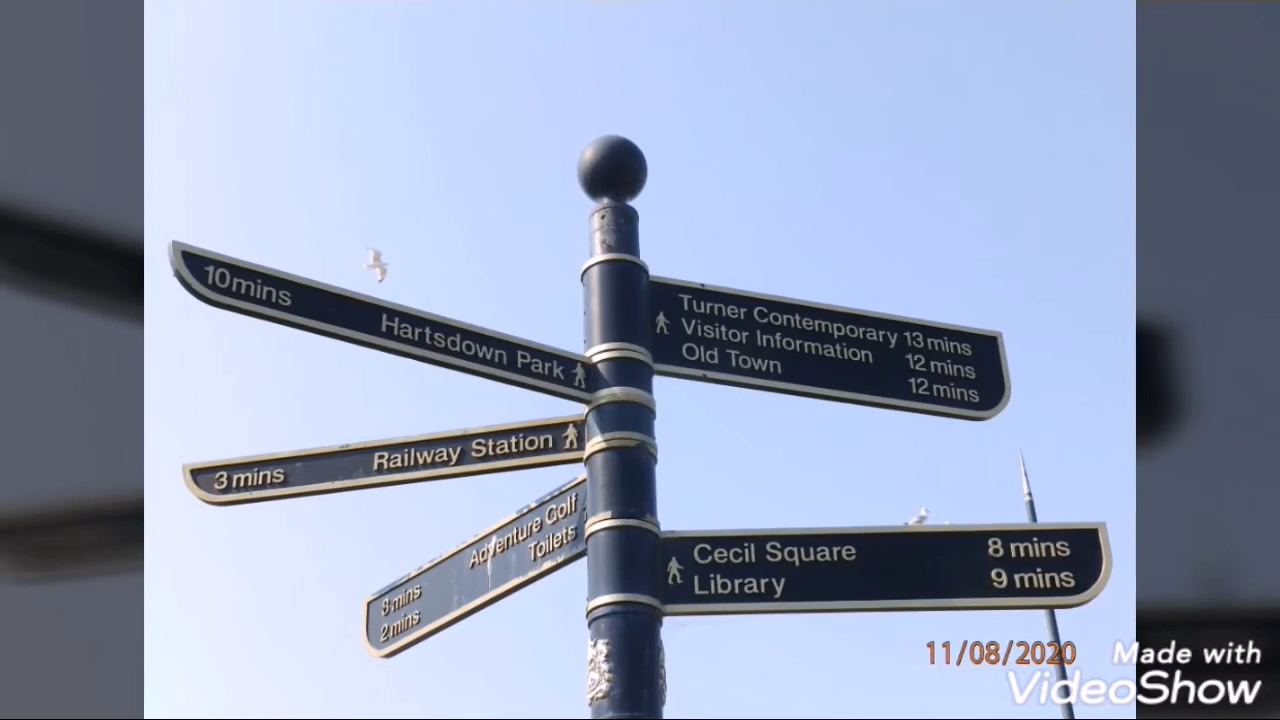 10mins Hartsdown Park
Turner Contemporary 13 mins
Visitor Information 12 mins
Old Town 12 mins
3 mins Railway Station
Adventure Golf 3 mins
Toilets 2 mins
Cecil Square 8 mins
Library 9 mins
11/08/2020
Made with
VideoShow